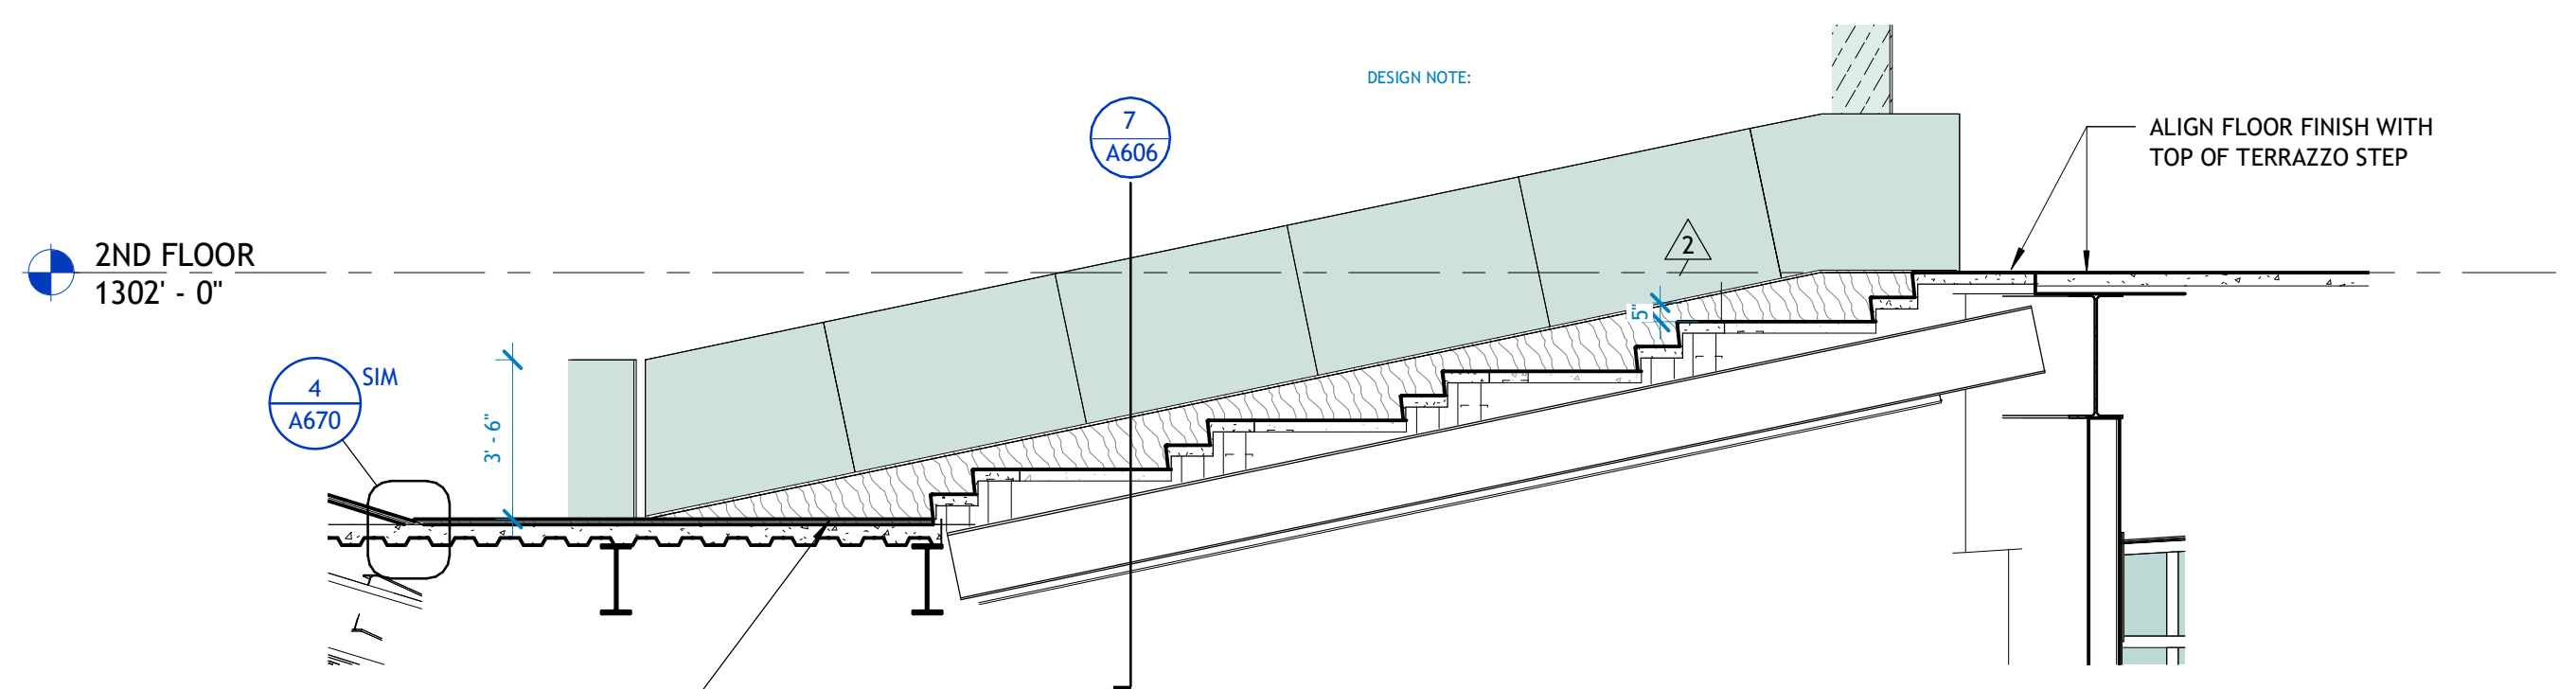 DESIGN NOTE:
7
A606
ALIGN FLOOR FINISH WITH
TOP OF TERRAZZO STEP
2
2ND FLOOR
1302' - 0"
5"
4
A670
SIM
3' - 6"